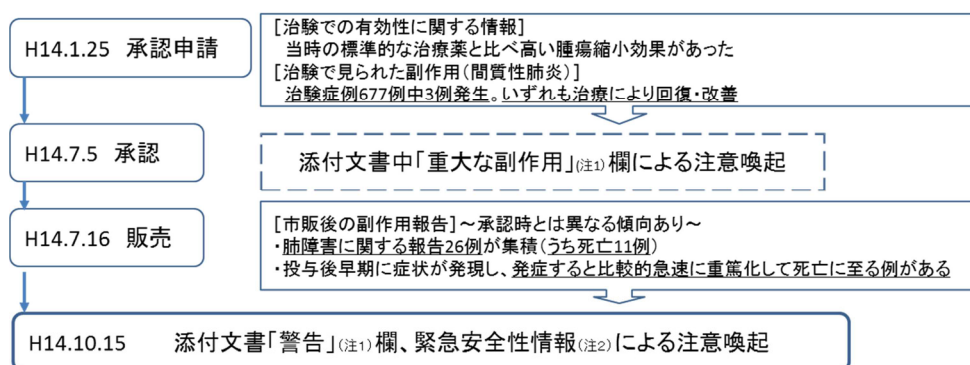 H14.1.25 承認申請
[治験での有効性に関する情報]
当時の標準的な治療薬と比べ高い腫瘍縮小効果があった
[治験で見られた副作用(間質性肺炎)]
治験症例677例中3例発生。いずれも治療により回復・改善
H14.7.5 承認
添付文書中「重大な副作用」(注1)欄による注意喚起
H14.7.16 販売
[市販後の副作用報告]~承認時とは異なる傾向あり~
・肺障害に関する報告26例が集積(うち死亡11例)
・投与後早期に症状が発現し、発症すると比較的急速に重篤化して死亡に至る例がある
H14.10.15 添付文書「警告」(注1)欄、緊急安全性情報(注2)による注意喚起